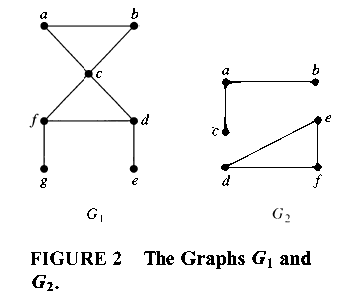 a b
c
f d
g e
G1
a b
c e
d f
G2
FIGURE 2 The Graphs G1 and
G2.